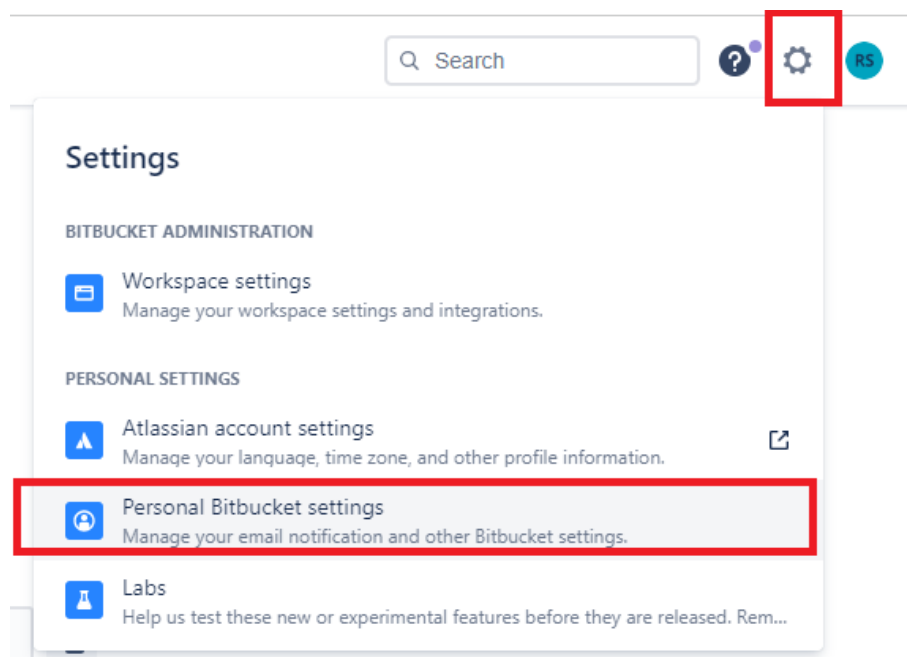 Search
?
RS
Settings
BITBUCKET ADMINISTRATION
Workspace settings
Manage your workspace settings and integrations.
PERSONAL SETTINGS
Atlassian account settings
Manage your language, time zone, and other profile information.
Personal Bitbucket settings
Manage your email notification and other Bitbucket settings.
Labs
Help us test these new or experimental features before they are released. Rem...